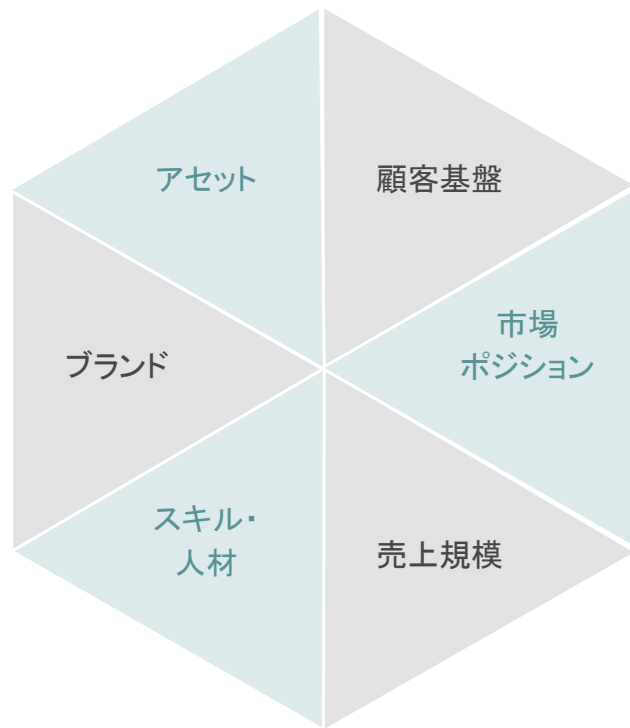 アセット
顧客基盤
市場
ポジション
ブランド
スキル・
人材
売上規模